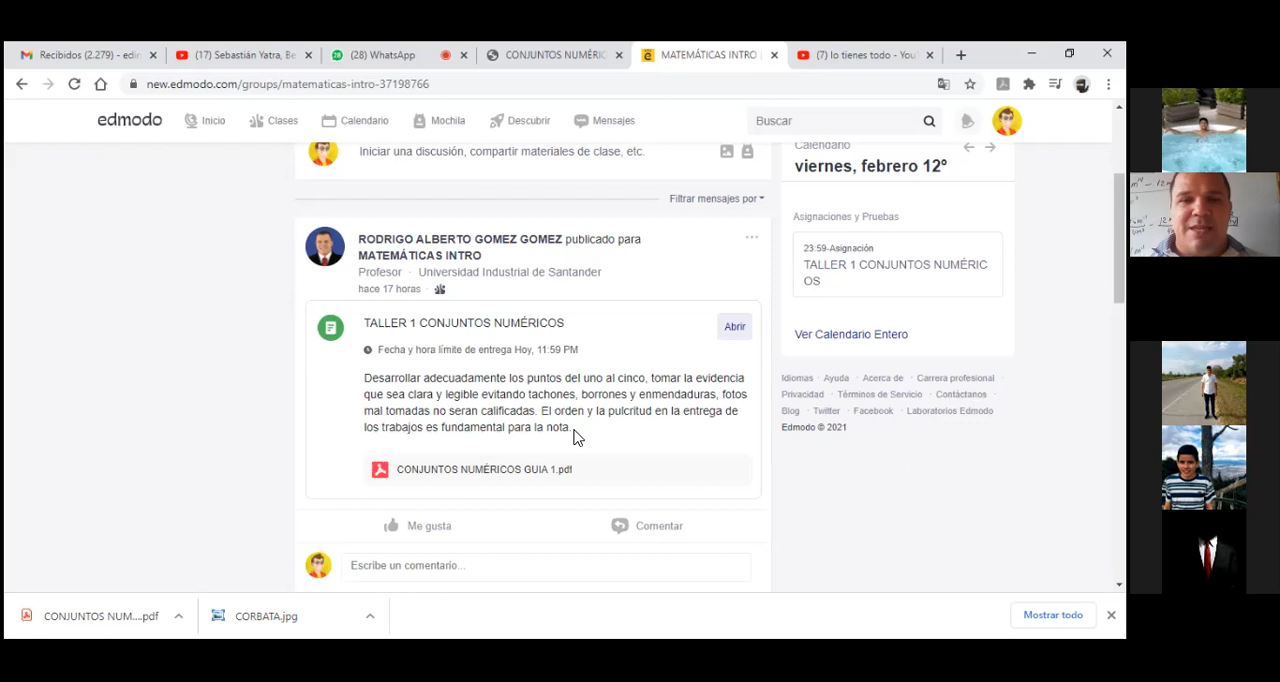 Recibidos (2.279) - edir
(17) Sebastián Yatra, Be
(28) WhatsApp
CONJUNTOS NUMÉRIC
MATEMÁTICAS INTRO
(7) lo tienes todo - YouT
new.edmodo.com/groups/matematicas-intro-37198766
edmodo
Inicio
Clases
Calendario
Mochila
Descubrir
Mensajes
Buscar
Iniciar una discusión, compartir materiales de clase, etc.
Filtrar mensajes por
RODRIGO ALBERTO GOMEZ GOMEZ publicado para
MATEMÁTICAS INTRO
Profesor · Universidad Industrial de Santander
hace 17 horas ·
TALLER 1 CONJUNTOS NUMÉRICOS
Abrir
Fecha y hora límite de entrega Hoy, 11:59 PM
Desarrollar adecuadamente los puntos del uno al cinco, tomar la evidencia
que sea clara y legible evitando tachones, borrones y enmendaduras, fotos
mal tomadas no seran calificadas. El orden y la pulcritud en la entrega de
los trabajos es fundamental para la nota.
CONJUNTOS NUMÉRICOS GUIA 1.pdf
Me gusta
Comentar
Escribe un comentario...
Calendario
viernes, febrero 12º
Asignaciones y Pruebas
23:59-Asignación
TALLER 1 CONJUNTOS NUMÉRIC
OS
Ver Calendario Entero
Idiomas · Ayuda · Acerca de · Carrera profesional ·
Privacidad · Términos de Servicio · Contáctanos ·
Blog · Twitter · Facebook · Laboratorios Edmodo
Edmodo © 2021
CONJUNTOS NUM....pdf
CORBATA.jpg
Mostrar todo